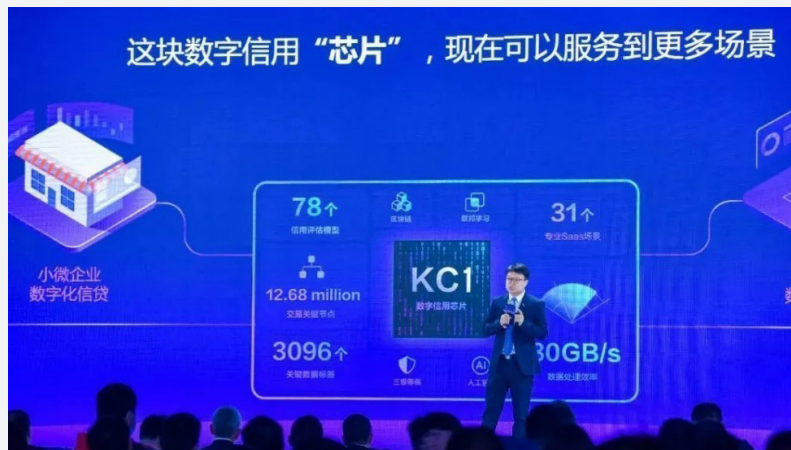 这块数字信用“芯片”，现在可以服务到更多场景
小微企业
数字化信贷
78个
信用评估模型
区块链
联邦学习
31个
专业SaaS场景
12.68 million
交易关键节点
KC1
数字信用芯片
3096个
关键数据标签
三级等保
AI
人工
0GB/s
数据处理效率